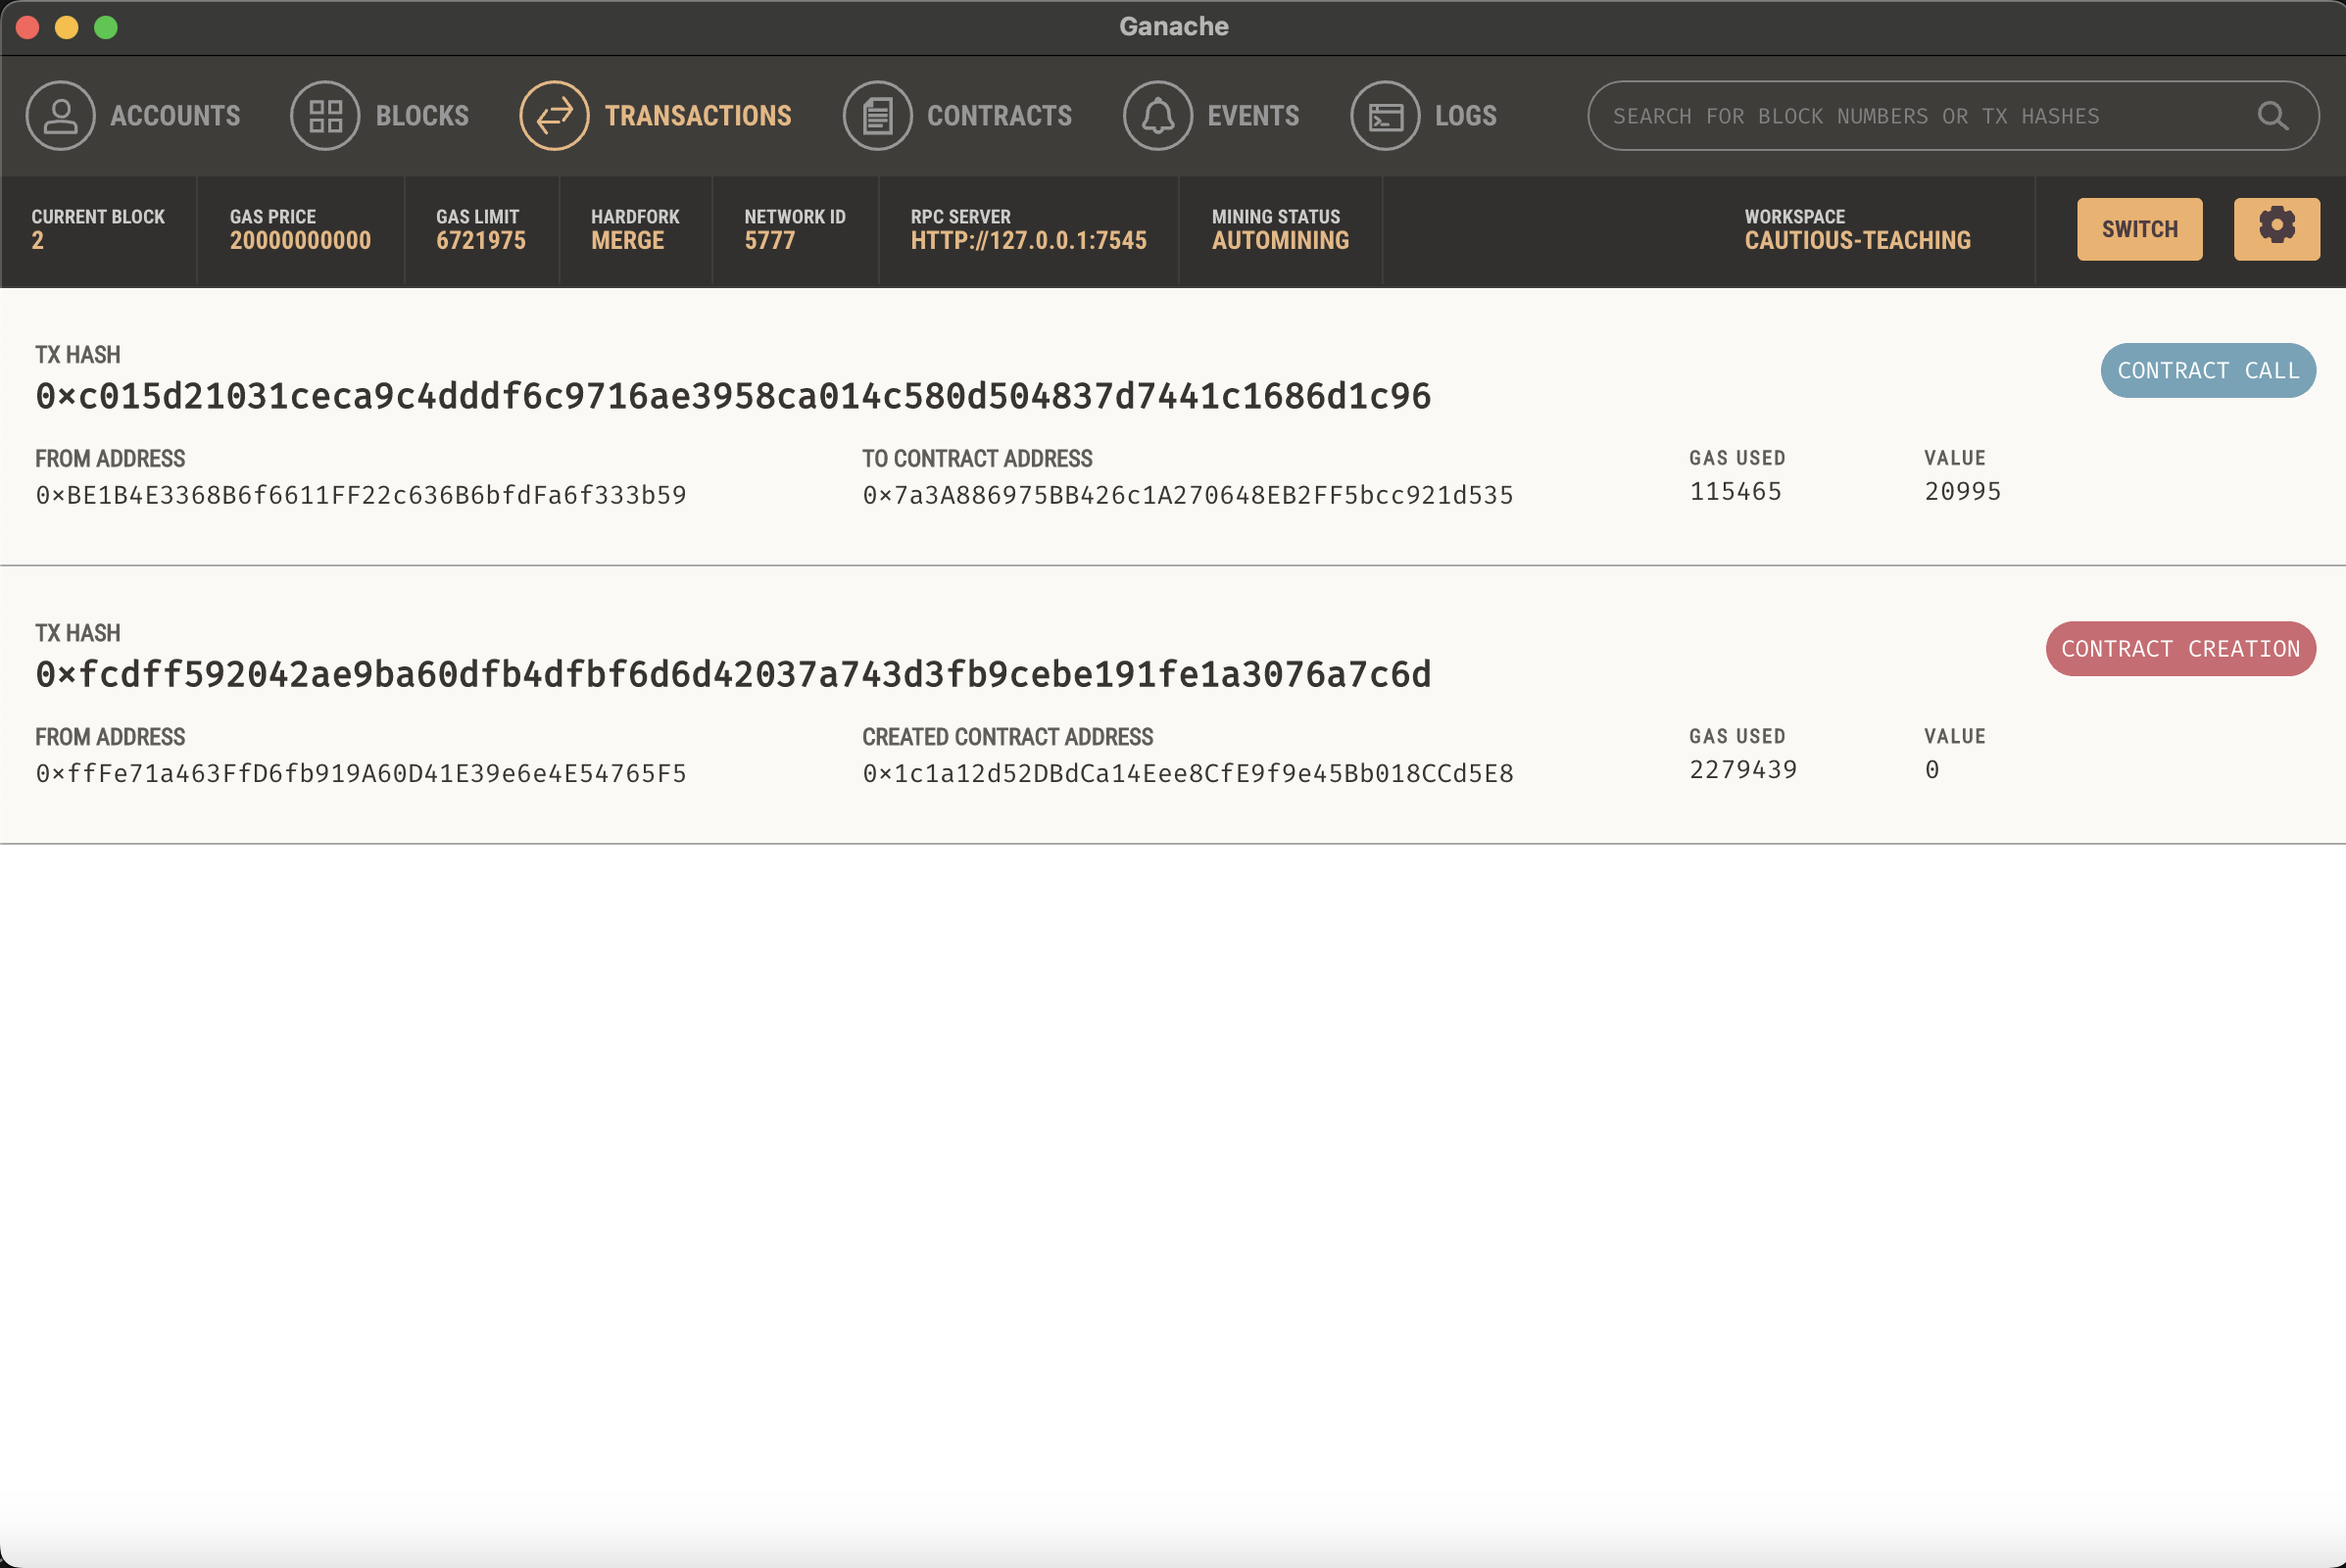 Ganache
ACCOUNTS BLOCKS TRANSACTIONS CONTRACTS EVENTS LOGS SEARCH FOR BLOCK NUMBERS OR TX HASHES
CURRENT BLOCK GAS PRICE GAS LIMIT HARDFORK NETWORK ID RPC SERVER MINING STATUS WORKSPACE
2 20000000000 6721975 MERGE 5777 HTTP://127.0.0.1:7545 AUTOMINING CAUTIOUS-TEACHING SWITCH
TX HASH
0×c015d21031ceca9c4dddf6c9716ae3958ca014c580d504837d7441c1686d1c96 CONTRACT CALL
FROM ADDRESS TO CONTRACT ADDRESS GAS USED VALUE
0×BE1B4E3368B6f6611FF22c636B6bfdFa6f333b59 0×7a3A886975BB426c1A270648EB2FF5bcc921d535 115465 20995
TX HASH
0×fcdff592042ae9ba60dfb4dfbf6d6d42037a743d3fb9cebe191fe1a3076a7c6d CONTRACT CREATION
FROM ADDRESS CREATED CONTRACT ADDRESS GAS USED VALUE
0×ffFe71a463FfD6fb919A60D41E39e6e4E54765F5 0×1c1a12d52DBdCa14Eee8CfE9f9e45Bb018CCd5E8 2279439 0